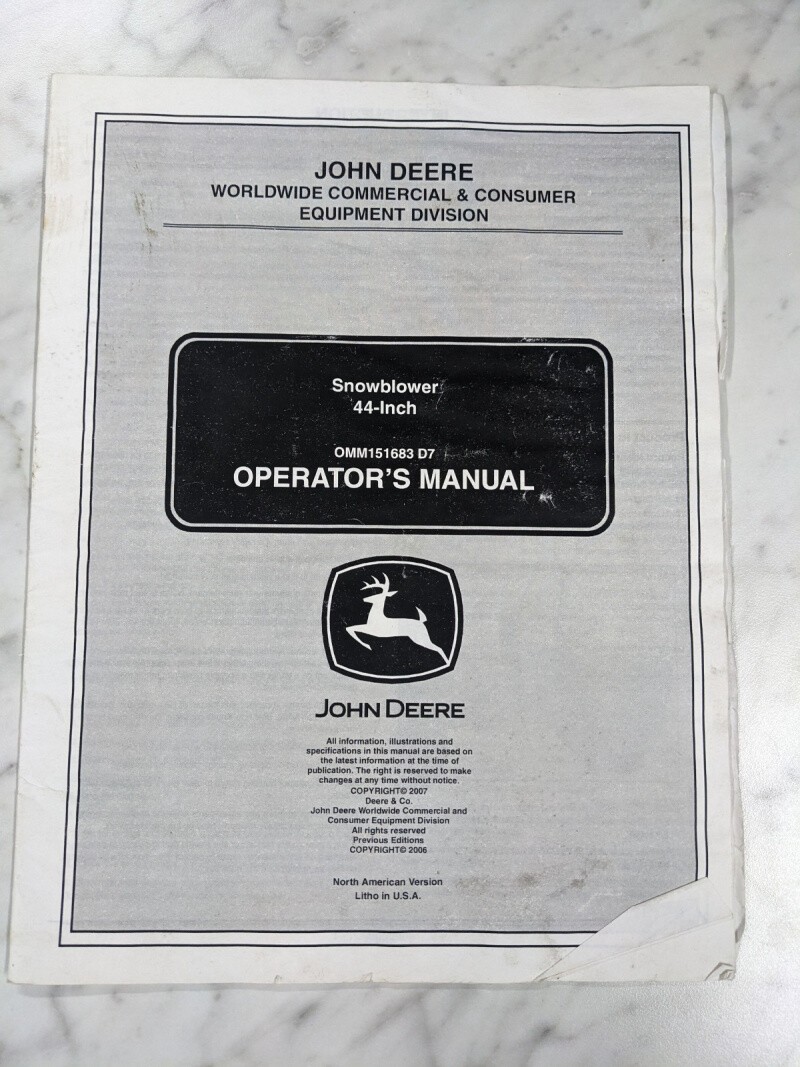 JOHN DEERE
WORLDWIDE COMMERCIAL & CONSUMER
EQUIPMENT DIVISION
Snowblower
44-Inch
OMM151683 D7
OPERATOR'S MANUAL
JOHN DEERE
All information, illustrations and
specifications in this manual are based on
the latest information at the time of
publication. The right is reserved to make
changes at any time without notice.
COPYRIGHT© 2007
Deere & Co.
John Deere Worldwide Commercial and
Consumer Equipment Division
All rights reserved
Previous Editions
COPYRIGHT© 2006
North American Version
Litho in U.S.A.